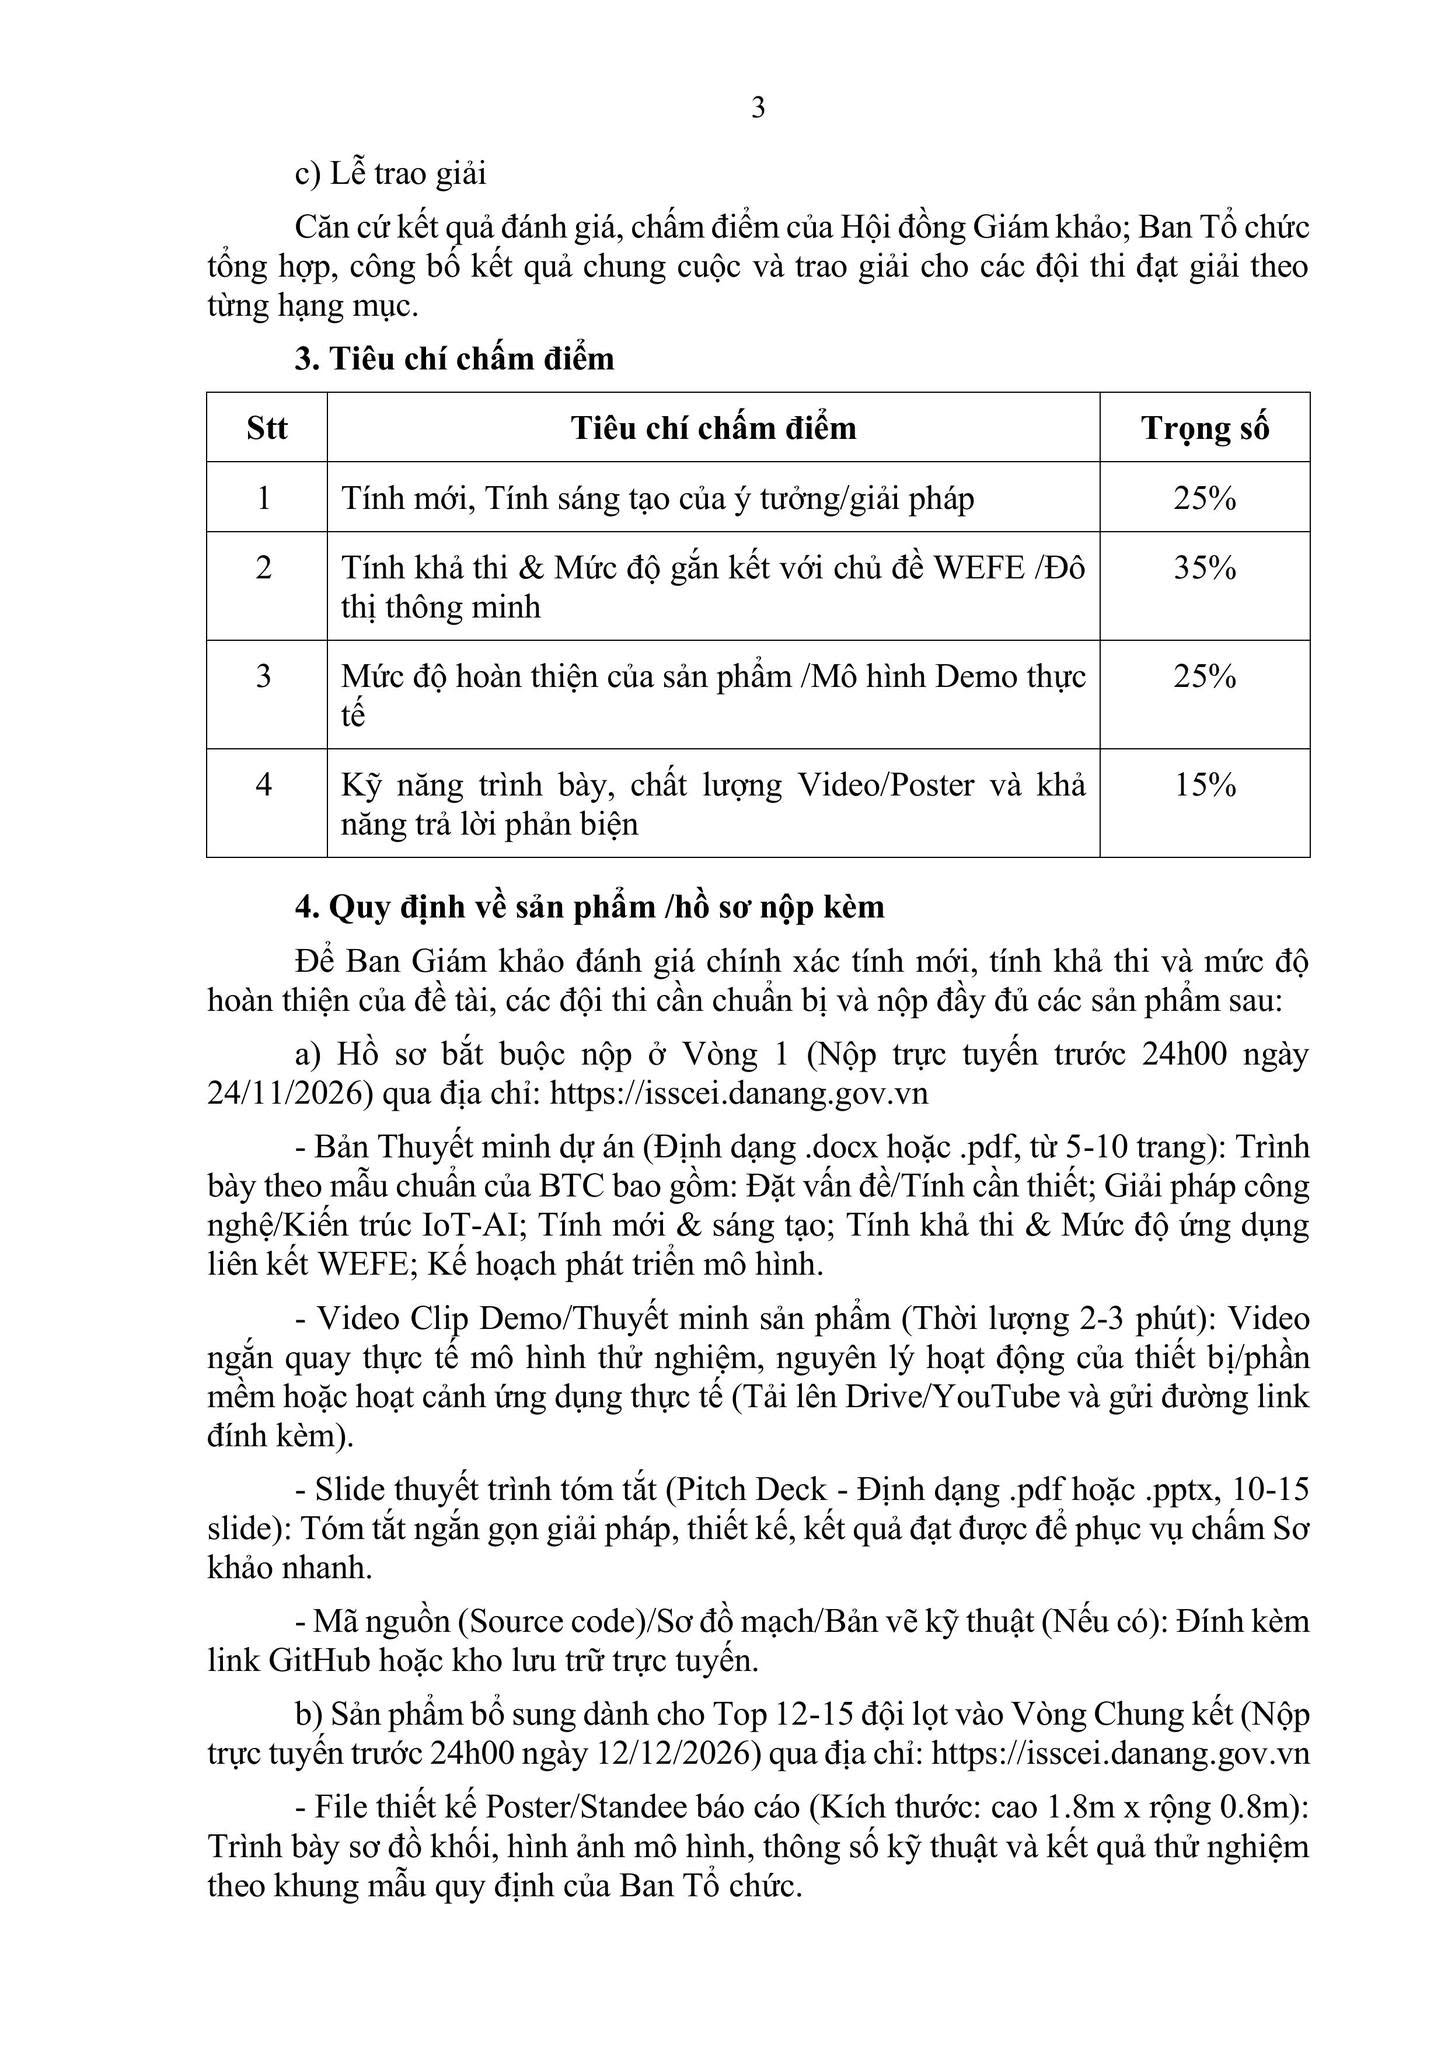 3
c) Lễ trao giải
Căn cứ kết quả đánh giá, chấm điểm của Hội đồng Giám khảo; Ban Tổ chức
tổng hợp, công bố kết quả chung cuộc và trao giải cho các đội thi đạt giải theo
từng hạng mục.
3. Tiêu chí chấm điểm
Stt Tiêu chí chấm điểm Trọng số
1 Tính mới, Tính sáng tạo của ý tưởng/giải pháp 25%
2 Tính khả thi & Mức độ gắn kết với chủ đề WEFE /Đô 35%
thị thông minh
3 Mức độ hoàn thiện của sản phẩm /Mô hình Demo thực 25%
tế
4 Kỹ năng trình bày, chất lượng Video/Poster và khả 15%
năng trả lời phản biện
4. Quy định về sản phẩm /hồ sơ nộp kèm
Để Ban Giám khảo đánh giá chính xác tính mới, tính khả thi và mức độ
hoàn thiện của đề tài, các đội thi cần chuẩn bị và nộp đầy đủ các sản phẩm sau:
a) Hồ sơ bắt buộc nộp ở Vòng 1 (Nộp trực tuyến trước 24h00 ngày
24/11/2026) qua địa chỉ: https://isscei.danang.gov.vn
- Bản Thuyết minh dự án (Định dạng .docx hoặc .pdf, từ 5-10 trang): Trình
bày theo mẫu chuẩn của BTC bao gồm: Đặt vấn đề/Tính cần thiết; Giải pháp công
nghệ/Kiến trúc IoT-AI; Tính mới & sáng tạo; Tính khả thi & Mức độ ứng dụng
liên kết WEFE; Kế hoạch phát triển mô hình.
- Video Clip Demo/Thuyết minh sản phẩm (Thời lượng 2-3 phút): Video
ngắn quay thực tế mô hình thử nghiệm, nguyên lý hoạt động của thiết bị/phần
mềm hoặc hoạt cảnh ứng dụng thực tế (Tải lên Drive/YouTube và gửi đường link
đính kèm).
- Slide thuyết trình tóm tắt (Pitch Deck - Định dạng .pdf hoặc .pptx, 10-15
slide): Tóm tắt ngắn gọn giải pháp, thiết kế, kết quả đạt được để phục vụ chấm Sơ
khảo nhanh.
- Mã nguồn (Source code)/Sơ đồ mạch/Bản vẽ kỹ thuật (Nếu có): Đính kèm
link GitHub hoặc kho lưu trữ trực tuyến.
b) Sản phẩm bổ sung dành cho Top 12-15 đội lọt vào Vòng Chung kết (Nộp
trực tuyến trước 24h00 ngày 12/12/2026) qua địa chỉ: https://isscei.danang.gov.vn
- File thiết kế Poster/Standee báo cáo (Kích thước: cao 1.8m x rộng 0.8m):
Trình bày sơ đồ khối, hình ảnh mô hình, thông số kỹ thuật và kết quả thử nghiệm
theo khung mẫu quy định của Ban Tổ chức.